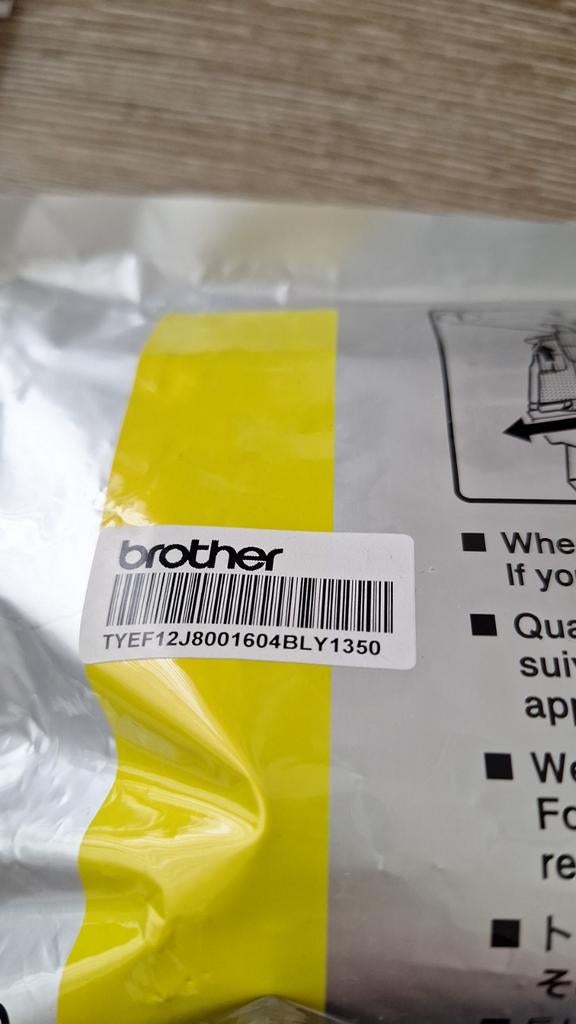 brother
TYEF12J8001604BLY1350
■ Whe
If yo
■ Qua
suiv
app
■ We
Fo
re
■ ト
そ